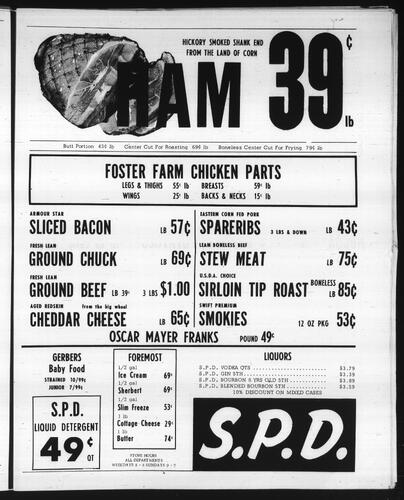 HICKORY SMOKED SHANK END
FROM THE LAND OF CORN
HAM 39¢ lb
Butt Portion 43¢ lb Center Cut For Roasting 69¢ lb Boneless Center Cut For Frying 79¢ lb
FOSTER FARM CHICKEN PARTS
LEGS & THIGHS 55¢ lb BREASTS 59¢ lb
WINGS 25¢ lb BACKS & NECKS 15¢ lb
ARMOUR STAR
SLICED BACON LB 57¢
FRESH LEAN
GROUND CHUCK LB 69¢
FRESH LEAN
GROUND BEEF LB 39¢ 3 LBS $1.00
AGED REDSKIN from the big wheel
CHEDDAR CHEESE LB 65¢
EASTERN CORN FED PORK
SPARERIBS 3 LBS & DOWN LB 43¢
LEAN BONELESS BEEF
STEW MEAT LB 75¢
U.S.D.A. CHOICE
SIRLOIN TIP ROAST BONELESS LB 85¢
SWIFT PREMIUM
SMOKIES 12 OZ PKG 53¢
OSCAR MAYER FRANKS POUND 49¢
GERBERS
Baby Food
STRAINED 10/99¢
JUNIOR 7/99¢
S.P.D.
LIQUID DETERGENT
49¢ QT
FOREMOST
1/2 gal
Ice Cream 69¢
1/2 gal
Sherbert 69¢
1/2 gal
Slim Freeze 53¢
Cottage Cheese 29¢
1 lb
Butter 74¢
STORE HOURS
ALL DEPARTMENTS
LIQUORS
S.P.D., VODKA QTS $3.79
S.P.D., GIN 5TH $3.39
S.P.D., BOURBON 8 YRS OLD 5TH $3.89
S.P.D., BLENDED BOURBON 5TH $3.59
10% DISCOUNT ON MIXED CASES
S.P.D.